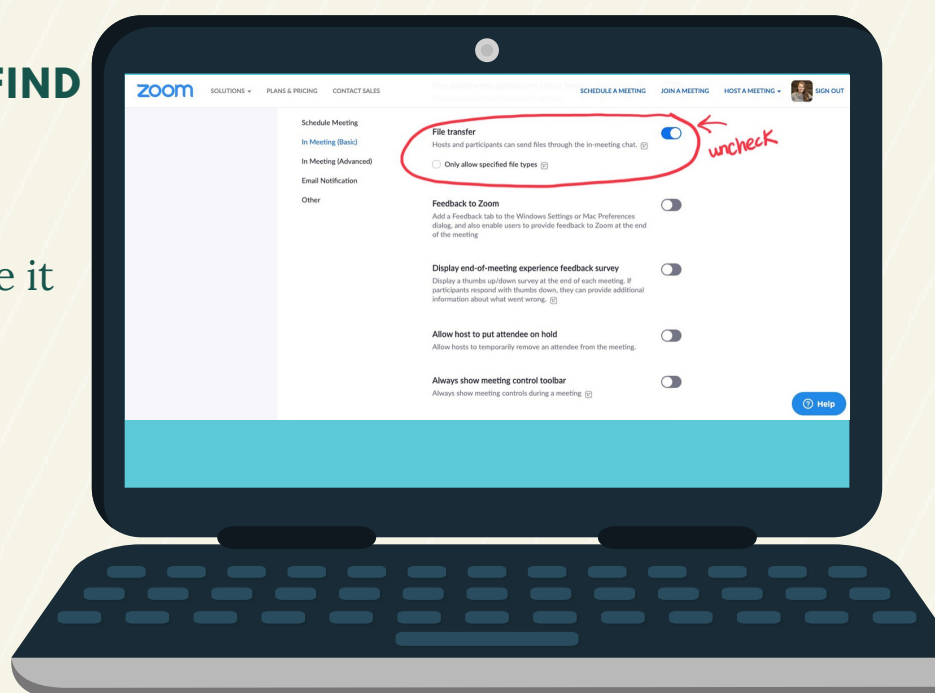 FIND
e it
zoom
SOLUTIONS
PLANS & PRICING
CONTACT SALES
SCHEDULE A MEETING
JOIN A MEETING
HOST A MEETING
SIGN OUT
Schedule Meeting
In Meeting (Basic)
In Meeting (Advanced)
Email Notification
Other
File transfer
Hosts and participants can send files through the in-meeting chat.
Only allow specified file types
uncheck
Feedback to Zoom
Add a Feedback tab to the Windows Settings or Mac Preferences
dialog, and also enable users to provide feedback to Zoom at the end
of the meeting
Display end-of-meeting experience feedback survey
Display a thumbs up/down survey at the end of each meeting. If
participants respond with thumbs down, they can provide additional
information about what went wrong.
Allow host to put attendee on hold
Allow hosts to temporarily remove an attendee from the meeting.
Always show meeting control toolbar
Always show meeting controls during a meeting
Help